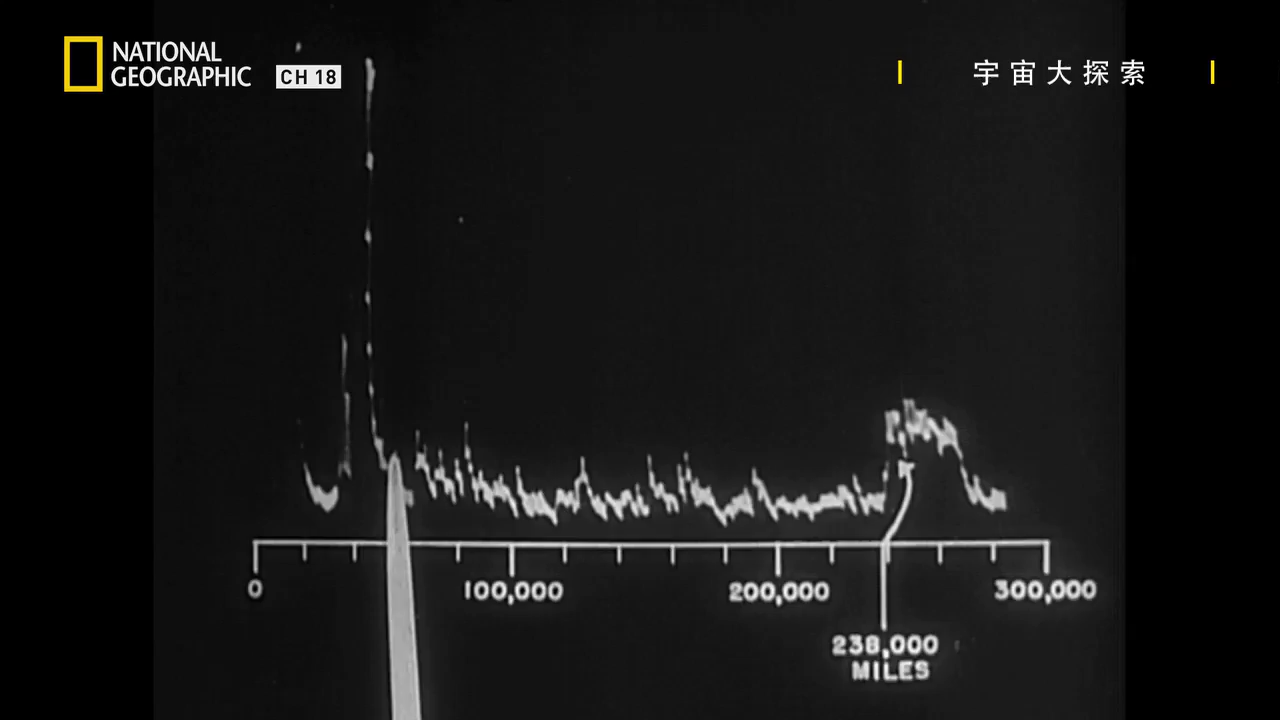 NATIONAL
GEOGRAPHIC
CH 18
宇宙大探索
0
100,000
200,000
300,000
238,000
MILES